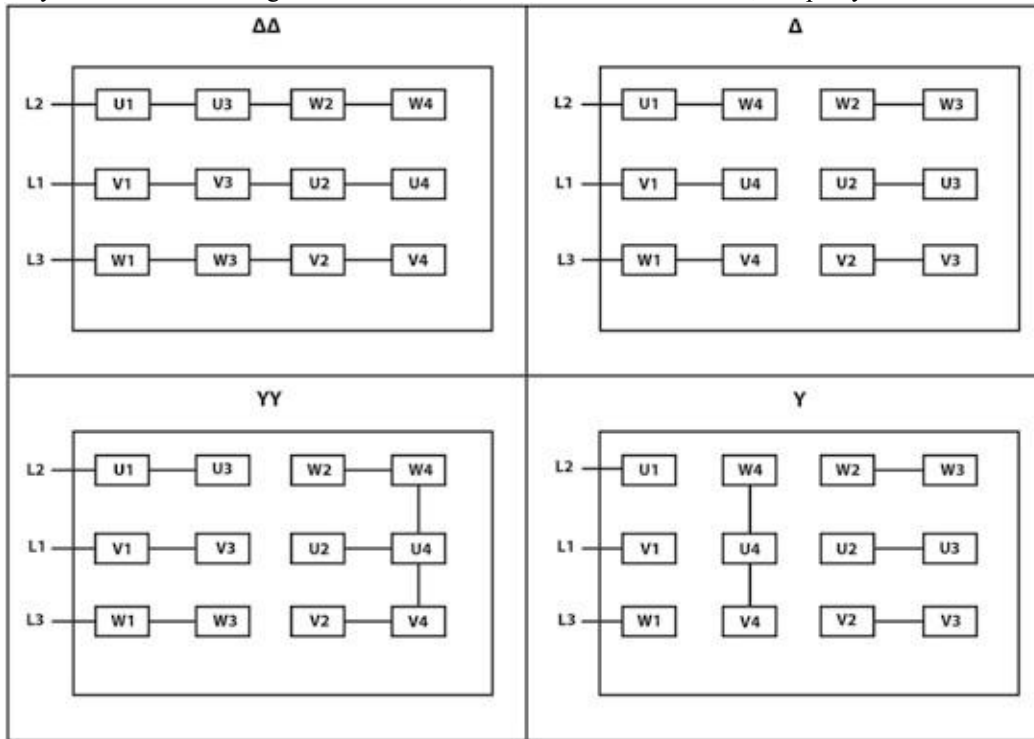 ΔΔ
L2 U1 U3 W2 W4
L1 V1 V3 U2 U4
L3 W1 W3 V2 V4
Δ
L2 U1 W4 W2 W3
L1 V1 U4 U2 U3
L3 W1 V4 V2 V3
YY
L2 U1 U3 W2 W4
L1 V1 V3 U2 U4
L3 W1 W3 V2 V4
Y
L2 U1 W4 W2 W3
L1 V1 U4 U2 U3
L3 W1 V4 V2 V3